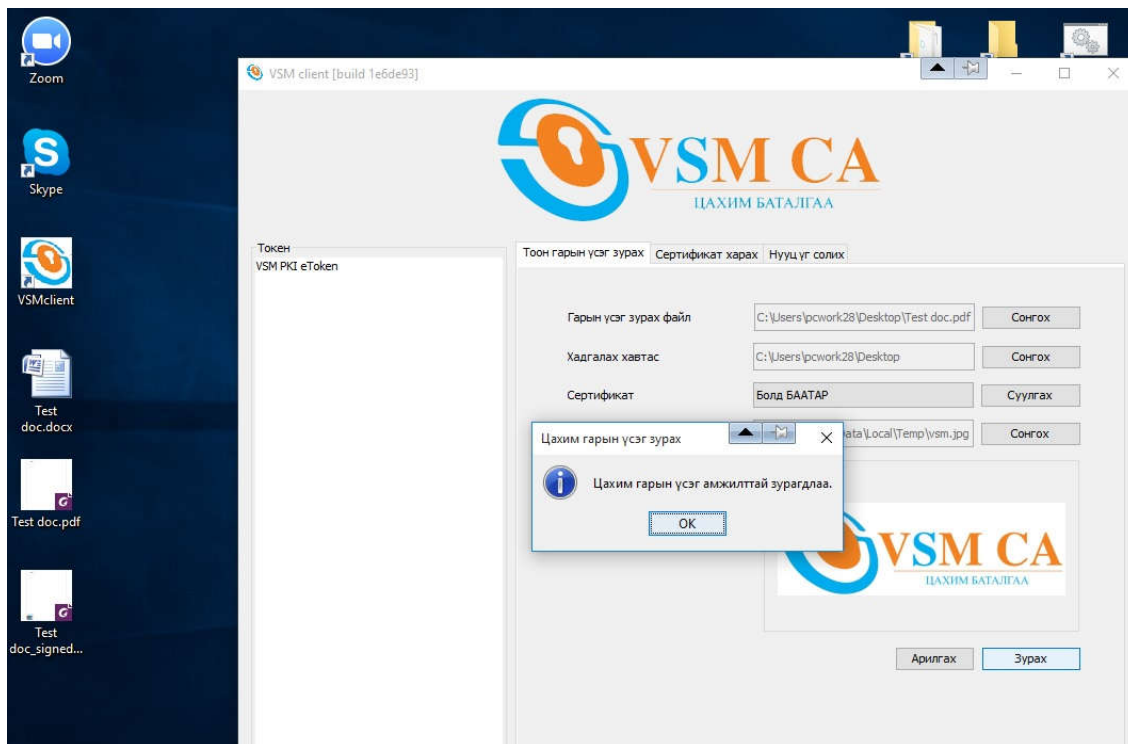 Zoom
Skype
VSMclient
Test
doc.docx
Test doc.pdf
Test
doc_signed...
VSM client [build 1e6de93]
VSM CA
ЦАХИМ БАТАЛГАА
Токен
VSM PKI eToken
Тоон гарын үсэг зурах Сертификат харах Нууц үг солих
Гарын үсэг зурах файл C:\Users\pcwork28\Desktop\Test doc.pdf Сонгох
Хадгалах хавтас C:\Users\pcwork28\Desktop Сонгох
Сертификат Болд БААТАР Суулгах
ata\Local\Temp\vsm.jpg Сонгох
Цахим гарын үсэг зурах
Цахим гарын үсэг амжилттай зурагдлаа.
OK
VSM CA
ЦАХИМ БАТАЛГАА
Арилгах Зурах